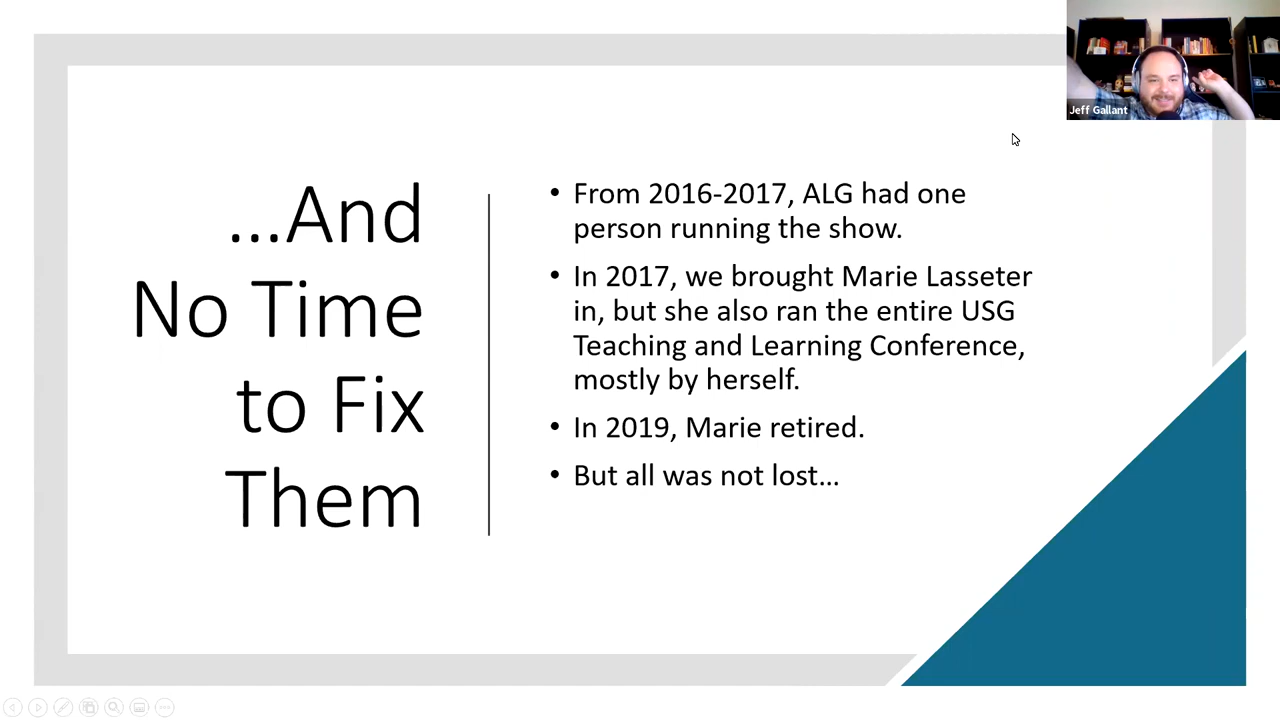 Jeff Gallant
...And
No Time
to Fix
Them
• From 2016-2017, ALG had one
person running the show.
• In 2017, we brought Marie Lasseter
in, but she also ran the entire USG
Teaching and Learning Conference,
mostly by herself.
• In 2019, Marie retired.
• But all was not lost...